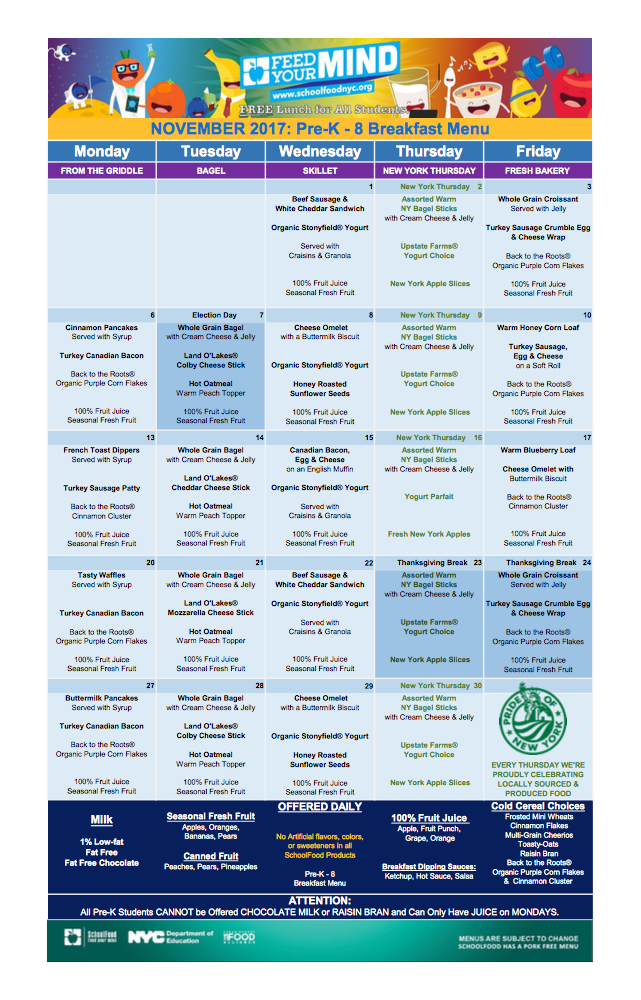 FEED
YOUR MIND
www.schoolfoodnyc.org
FREE Lunch for All Students
NOVEMBER 2017: Pre-K - 8 Breakfast Menu
Monday Tuesday Wednesday Thursday Friday
FROM THE GRIDDLE BAGEL SKILLET NEW YORK THURSDAY FRESH BAKERY
1
Beef Sausage &
White Cheddar Sandwich
Organic Stonyfield® Yogurt
Served with
Craisins & Granola
100% Fruit Juice
Seasonal Fresh Fruit
New York Thursday 2
Assorted Warm
NY Bagel Sticks
with Cream Cheese & Jelly
Upstate Farms®
Yogurt Choice
New York Apple Slices
3
Whole Grain Croissant
Served with Jelly
Turkey Sausage Crumble Egg
& Cheese Wrap
Back to the Roots®
Organic Purple Corn Flakes
100% Fruit Juice
Seasonal Fresh Fruit
6
Cinnamon Pancakes
Served with Syrup
Turkey Canadian Bacon
Back to the Roots®
Organic Purple Corn Flakes
100% Fruit Juice
Seasonal Fresh Fruit
Election Day 7
Whole Grain Bagel
with Cream Cheese & Jelly
Land O'Lakes®
Colby Cheese Stick
Hot Oatmeal
Warm Peach Topper
100% Fruit Juice
Seasonal Fresh Fruit
8
Cheese Omelet
with a Buttermilk Biscuit
Organic Stonyfield® Yogurt
Honey Roasted
Sunflower Seeds
100% Fruit Juice
Seasonal Fresh Fruit
New York Thursday 9
Assorted Warm
NY Bagel Sticks
with Cream Cheese & Jelly
Upstate Farms®
Yogurt Choice
New York Apple Slices
10
Warm Honey Corn Loaf
Turkey Sausage,
Egg & Cheese
on a Soft Roll
Back to the Roots®
Organic Purple Corn Flakes
100% Fruit Juice
Seasonal Fresh Fruit
13
French Toast Dippers
Served with Syrup
Turkey Sausage Patty
Back to the Roots®
Cinnamon Cluster
100% Fruit Juice
Seasonal Fresh Fruit
14
Whole Grain Bagel
with Cream Cheese & Jelly
Land O'Lakes®
Cheddar Cheese Stick
Hot Oatmeal
Warm Peach Topper
100% Fruit Juice
Seasonal Fresh Fruit
15
Canadian Bacon,
Egg & Cheese
on an English Muffin
Organic Stonyfield® Yogurt
Served with
Craisins & Granola
100% Fruit Juice
Seasonal Fresh Fruit
New York Thursday 16
Assorted Warm
NY Bagel Sticks
with Cream Cheese & Jelly
Yogurt Parfait
Fresh New York Apples
17
Warm Blueberry Loaf
Cheese Omelet with
Buttermilk Biscuit
Back to the Roots®
Cinnamon Cluster
100% Fruit Juice
Seasonal Fresh Fruit
20
Tasty Waffles
Served with Syrup
Turkey Canadian Bacon
Back to the Roots®
Organic Purple Corn Flakes
100% Fruit Juice
Seasonal Fresh Fruit
21
Whole Grain Bagel
with Cream Cheese & Jelly
Land O'Lakes®
Mozzarella Cheese Stick
Hot Oatmeal
Warm Peach Topper
100% Fruit Juice
Seasonal Fresh Fruit
22
Beef Sausage &
White Cheddar Sandwich
Organic Stonyfield® Yogurt
Served with
Craisins & Granola
100% Fruit Juice
Seasonal Fresh Fruit
Thanksgiving Break 23
Assorted Warm
NY Bagel Sticks
with Cream Cheese & Jelly
Upstate Farms®
Yogurt Choice
New York Apple Slices
Thanksgiving Break 24
Whole Grain Croissant
Served with Jelly
Turkey Sausage Crumble Egg
& Cheese Wrap
Back to the Roots®
Organic Purple Corn Flakes
100% Fruit Juice
Seasonal Fresh Fruit
27
Buttermilk Pancakes
Served with Syrup
Turkey Canadian Bacon
Back to the Roots®
Organic Purple Corn Flakes
100% Fruit Juice
Seasonal Fresh Fruit
28
Whole Grain Bagel
with Cream Cheese & Jelly
Land O'Lakes®
Colby Cheese Stick
Hot Oatmeal
Warm Peach Topper
100% Fruit Juice
Seasonal Fresh Fruit
29
Cheese Omelet
with a Buttermilk Biscuit
Organic Stonyfield® Yogurt
Honey Roasted
Sunflower Seeds
100% Fruit Juice
Seasonal Fresh Fruit
New York Thursday 30
Assorted Warm
NY Bagel Sticks
with Cream Cheese & Jelly
Upstate Farms®
Yogurt Choice
New York Apple Slices
PRIDE OF NEW YORK
EVERY THURSDAY WE'RE
PROUDLY CELEBRATING
LOCALLY SOURCED &
PRODUCED FOOD
Milk
1% Low-fat
Fat Free
Fat Free Chocolate
Seasonal Fresh Fruit
Apples, Oranges,
Bananas, Pears
Canned Fruit
Peaches, Pears, Pineapples
OFFERED DAILY
No Artificial flavors, colors,
or sweeteners in all
SchoolFood Products
Pre-K - 8
Breakfast Menu
100% Fruit Juice
Apple, Fruit Punch,
Grape, Orange
Breakfast Dipping Sauces:
Ketchup, Hot Sauce, Salsa
Cold Cereal Choices
Frosted Mini Wheats
Cinnamon Flakes
Multi-Grain Cheerios
Toasty-Oats
Raisin Bran
Back to the Roots®
Organic Purple Corn Flakes
& Cinnamon Cluster
ATTENTION:
All Pre-K Students CANNOT be Offered CHOCOLATE MILK or RAISIN BRAN and Can Only Have JUICE on MONDAYS.
SchoolFood
FEED YOUR MIND
NYC Department of
Education
FOOD
ALLIANCE
MENUS ARE SUBJECT TO CHANGE
SCHOOLFOOD HAS A PORK FREE MENU